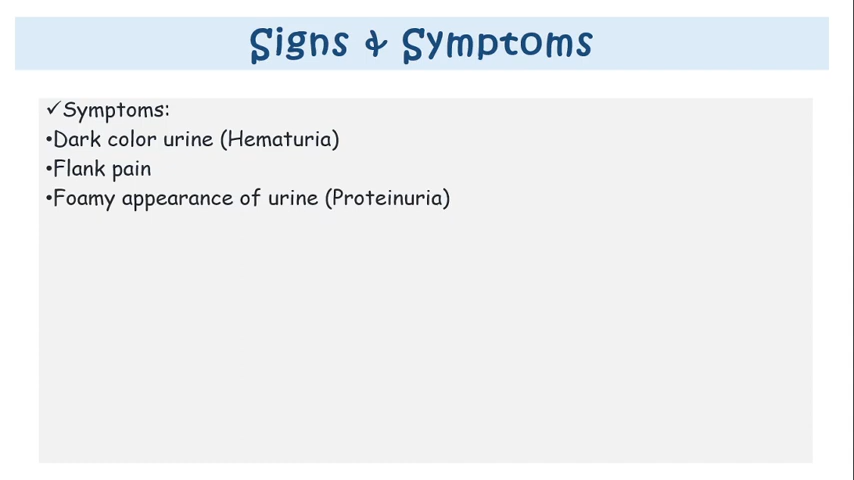 Signs & Symptoms
✓Symptoms:
•Dark color urine (Hematuria)
•Flank pain
•Foamy appearance of urine (Proteinuria)